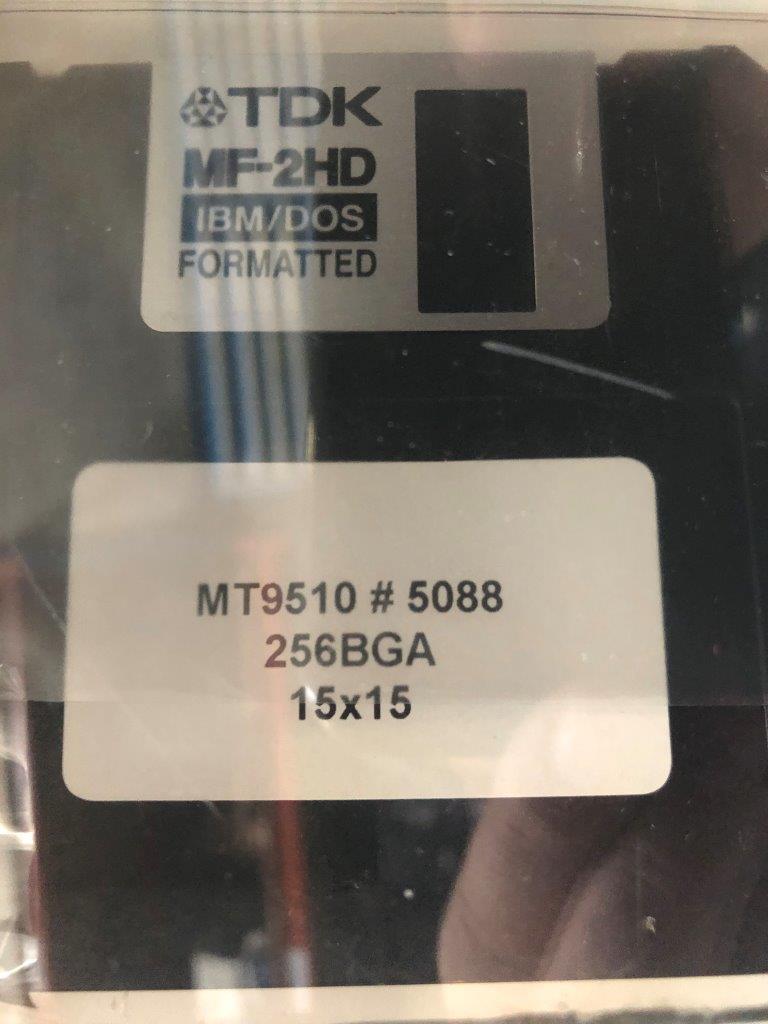 TDK
MF-2HD
IBM/DOS
FORMATTED
MT9510 # 5088
256BGA
15x15